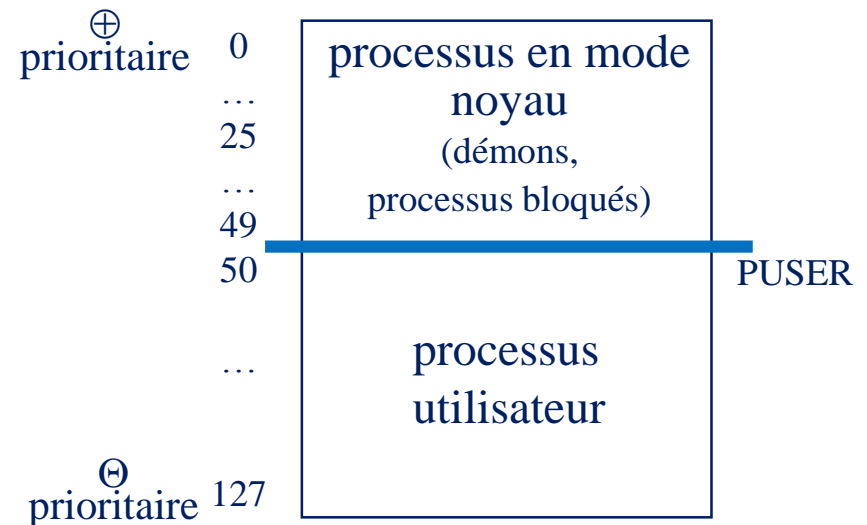 ⊕
prioritaire
0
…
25
…
49
50
…
Θ
prioritaire
127
processus en mode
noyau
(démons,
processus bloqués)
PUSER
processus
utilisateur